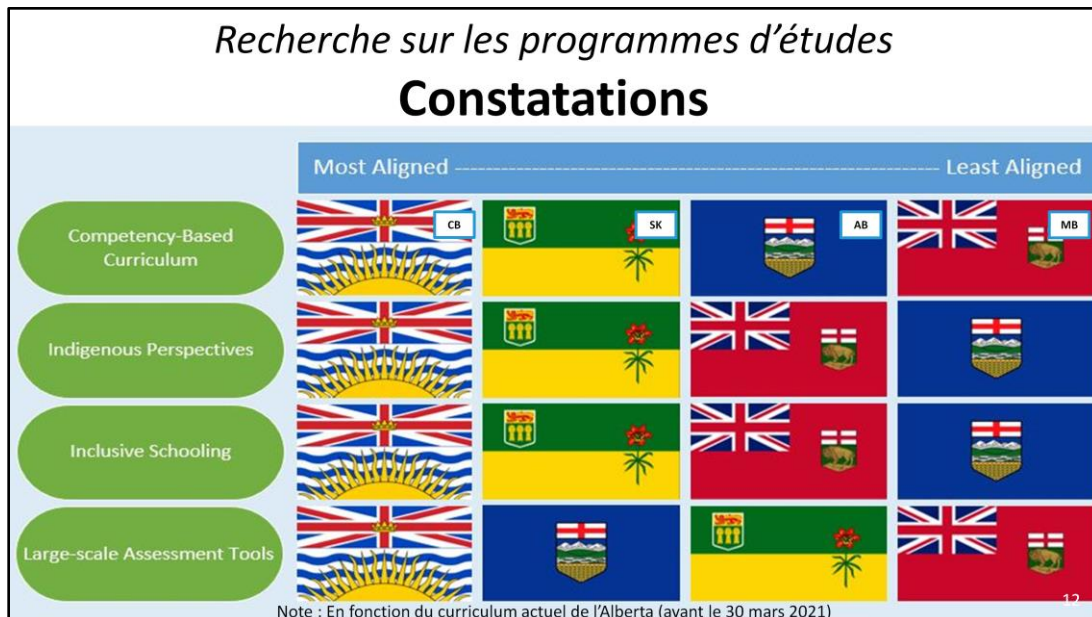 Recherche sur les programmes d’études
Constatations
Most Aligned ---------------------------------------------------------------------------------- Least Aligned
Competency-Based
Curriculum
CB
SK
AB
MB
Indigenous Perspectives
Inclusive Schooling
Large-scale Assessment Tools
Note : En fonction du curriculum actuel de l’Alberta (avant le 30 mars 2021)
12